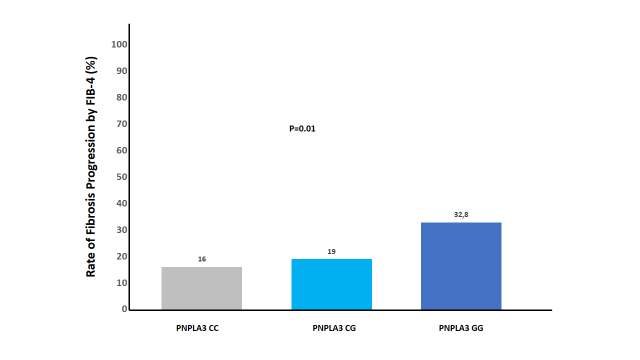 Rate of Fibrosis Progression by FIB-4 (%)
100
90
80
70
60
50
40
30
20
10
0
P=0.01
16
19
32,8
PNPLA3 CC
PNPLA3 CG
PNPLA3 GG